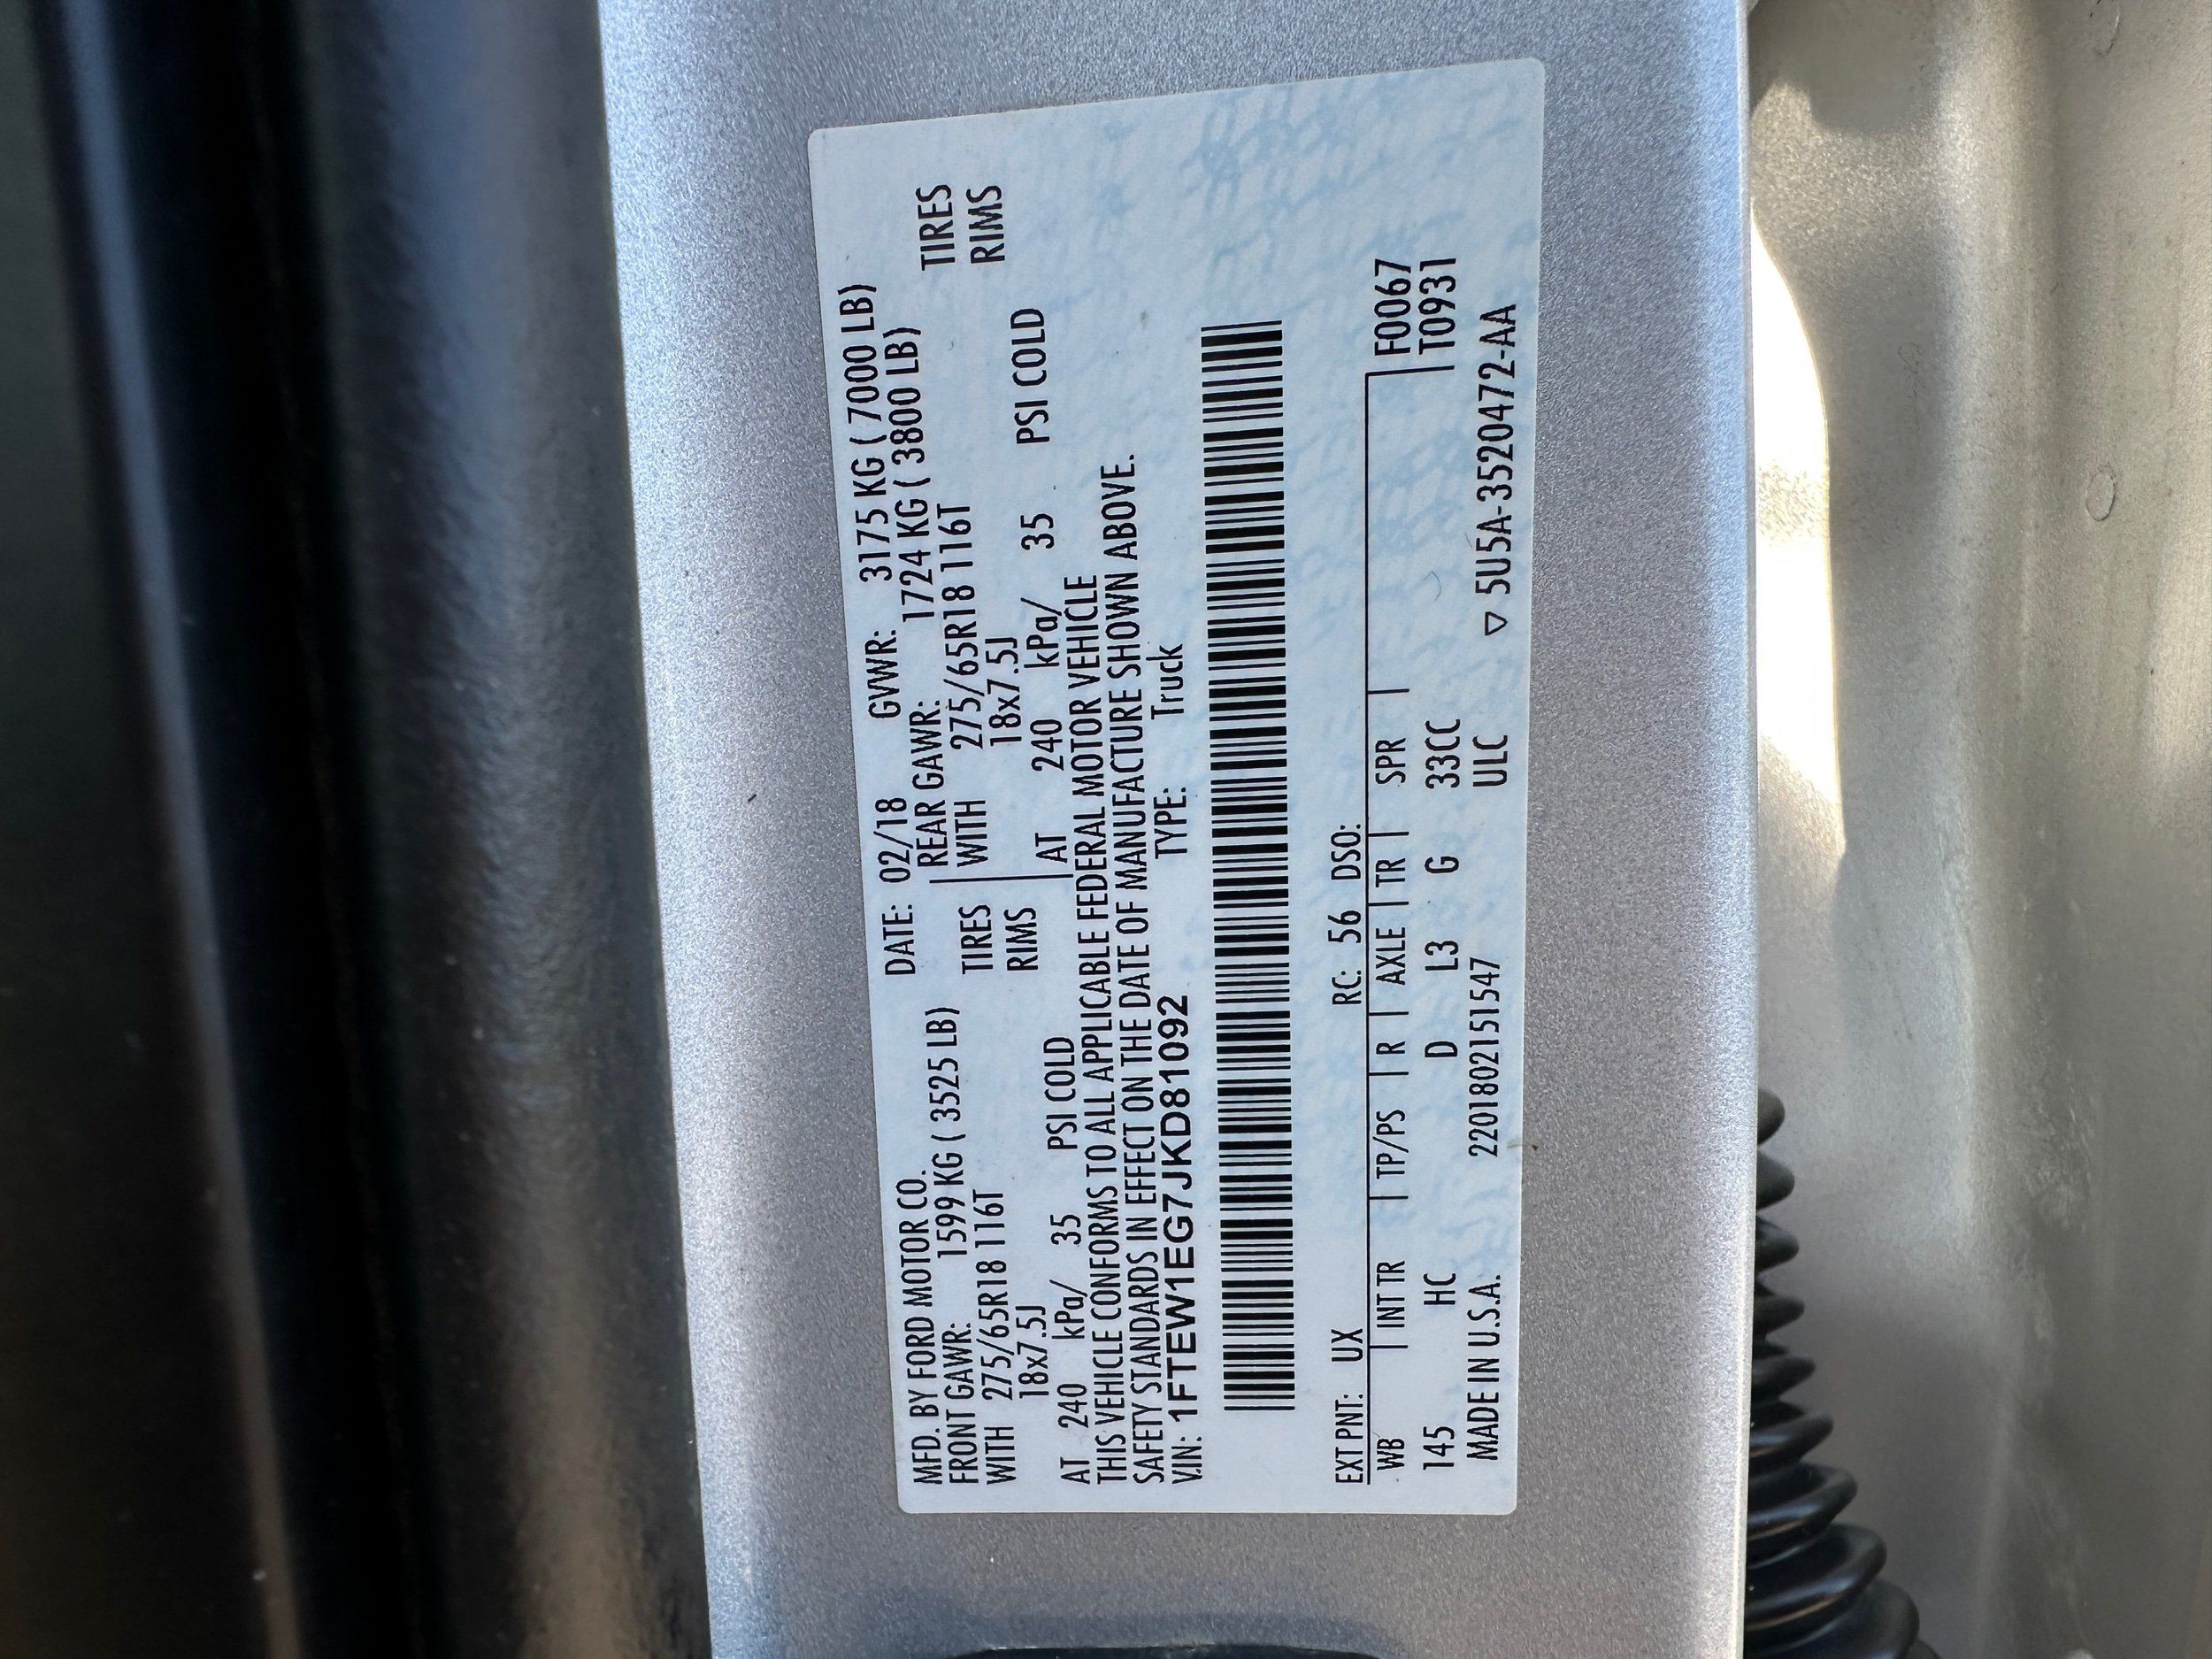 MFD. BY FORD MOTOR CO. DATE: 02/18 GVWR: 3175 KG ( 7000 LB)
FRONT GAWR: 1599 KG ( 3525 LB) REAR GAWR: 1724 KG ( 3800 LB)
WITH 275/65R18 116T TIRES WITH 275/65R18 116T TIRES
18x7.5J RIMS 18x7.5J RIMS
AT 240 kPa/ 35 PSI COLD AT 240 kPa/ 35 PSI COLD
THIS VEHICLE CONFORMS TO ALL APPLICABLE FEDERAL MOTOR VEHICLE
SAFETY STANDARDS IN EFFECT ON THE DATE OF MANUFACTURE SHOWN ABOVE.
VIN: 1FTEW1EG7JKD81092 TYPE: Truck
EXT PNT: UX RC: 56 DSO: F0067
WB | INT TR | TP/PS | R | AXLE | TR | SPR | T0931
145 HC D L3 G 33CC
MADE IN U.S.A. 220180215 1547 ULC ▽ 5U5A-3520472-AA